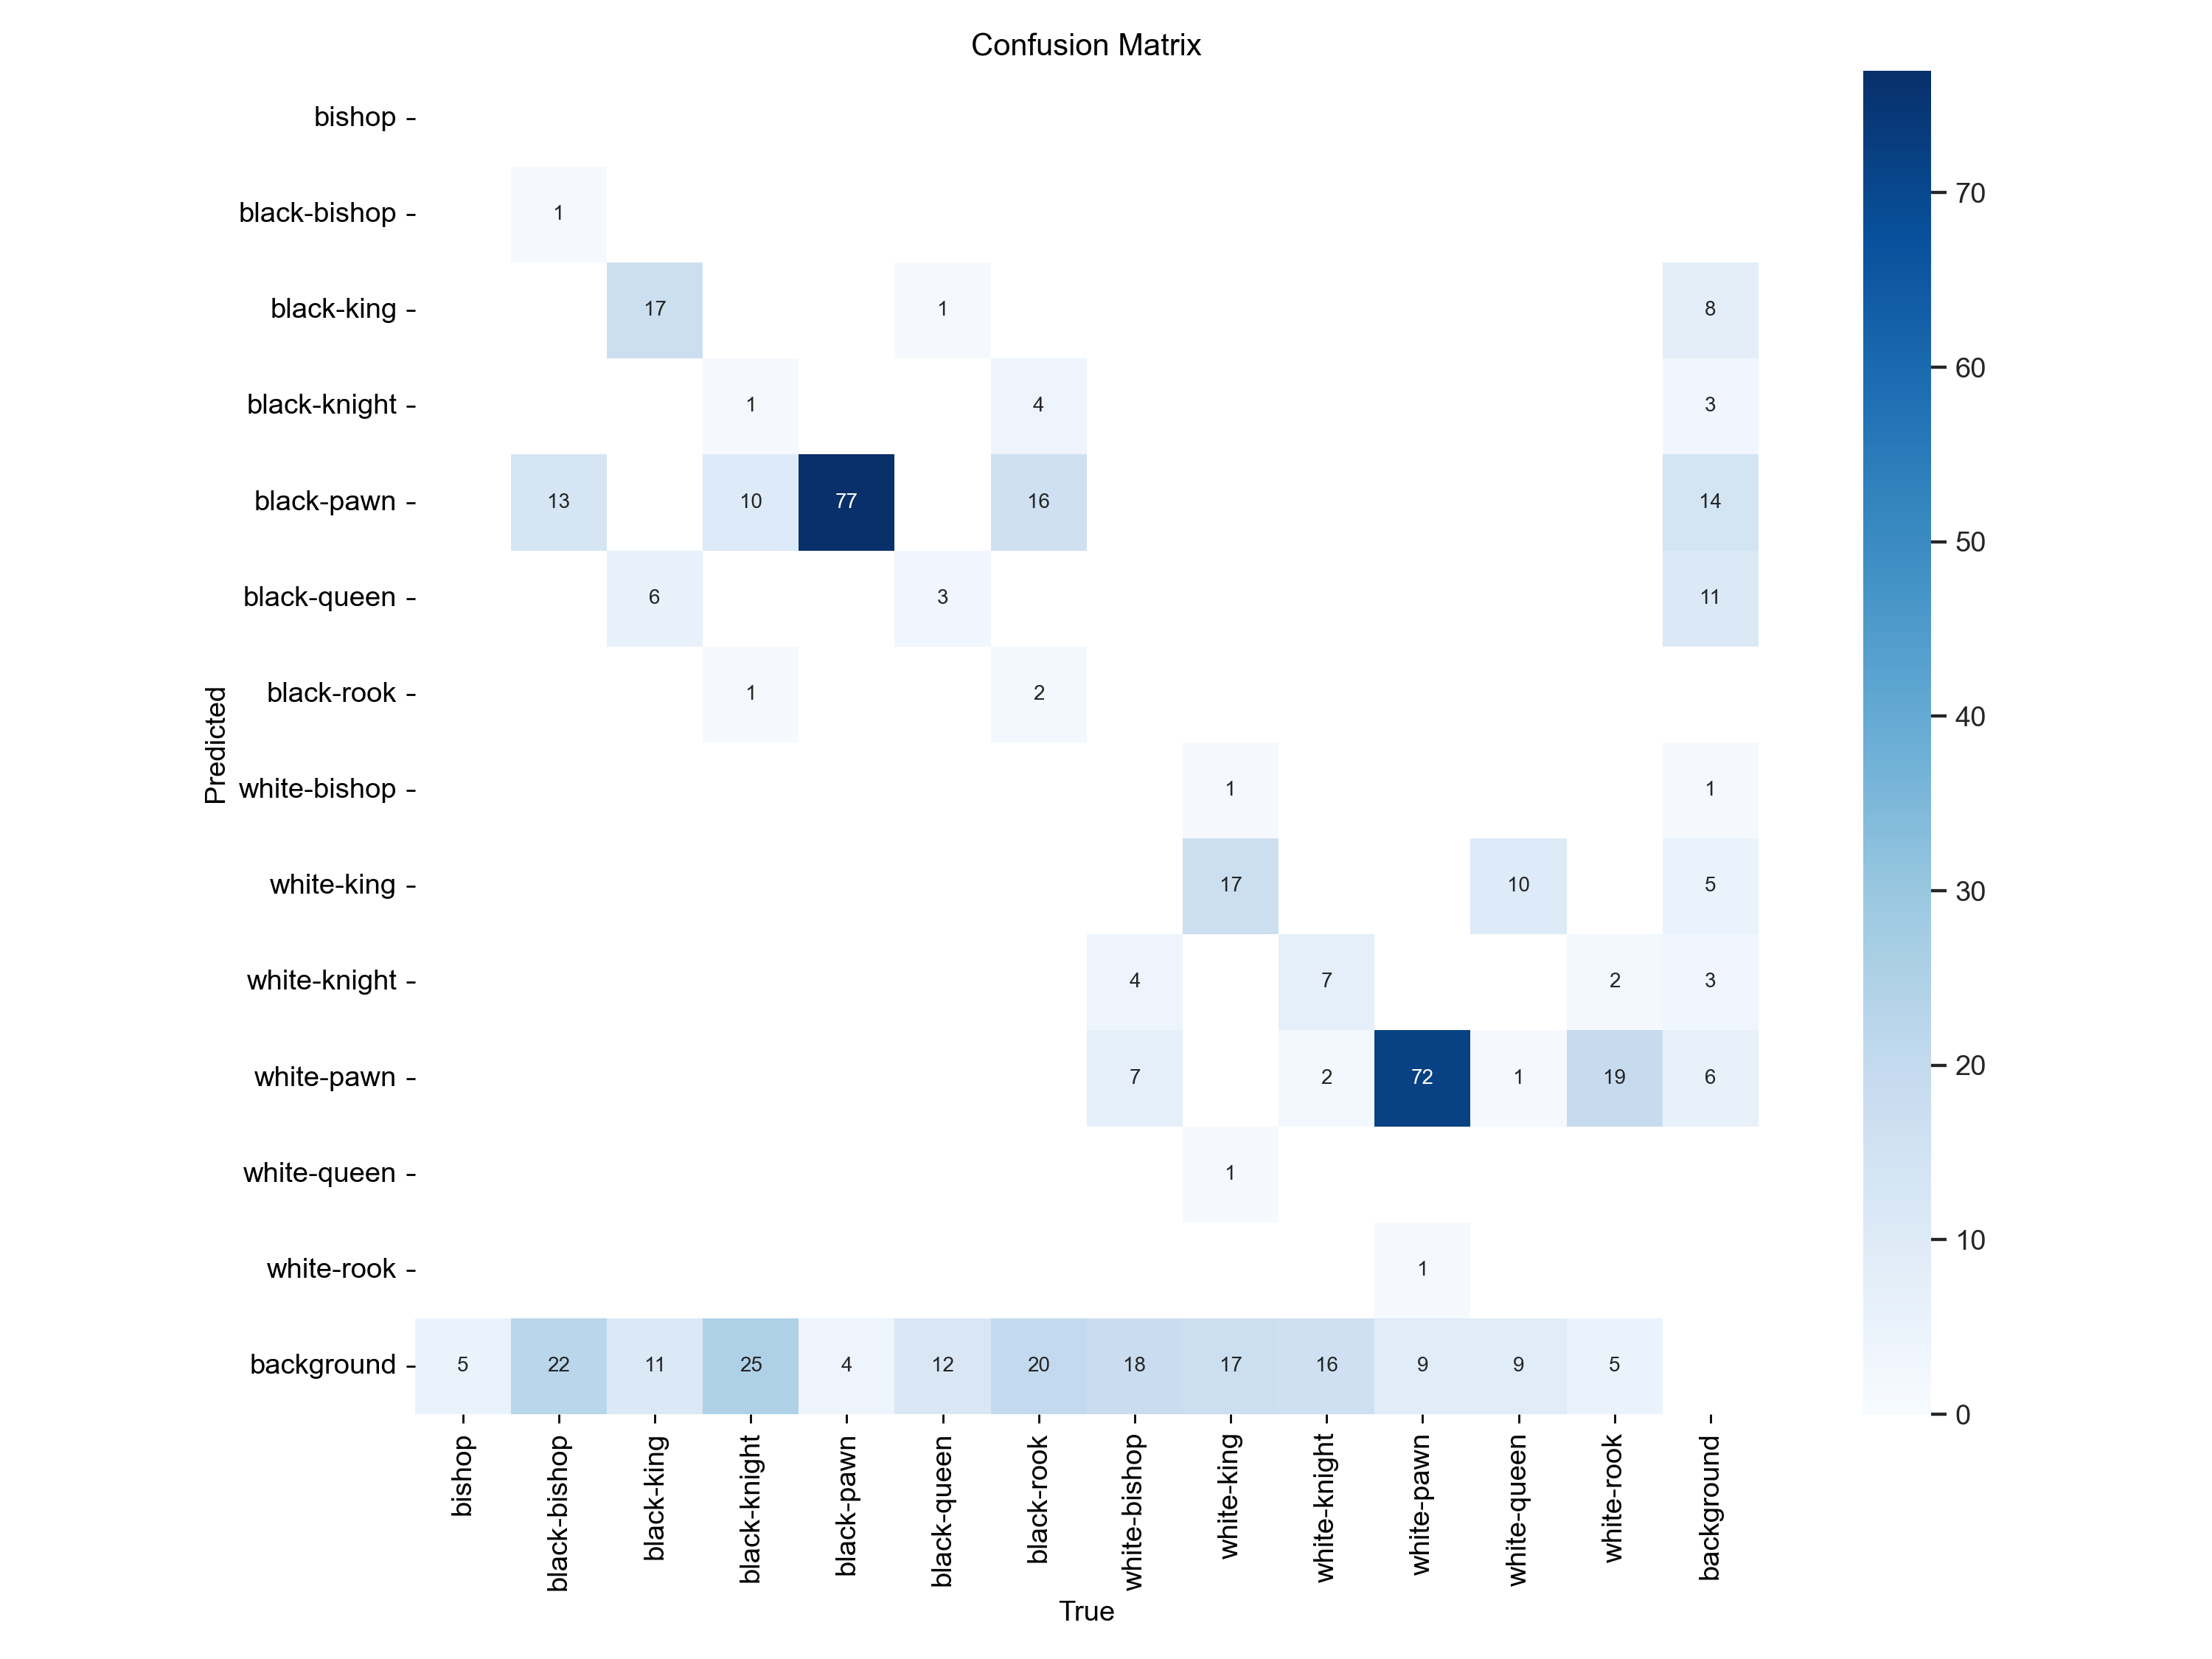 Confusion Matrix
bishop
black-bishop 1
black-king 17 1 8
black-knight 1 4 3
black-pawn 13 10 77 16 14
black-queen 6 3 11
black-rook 1 2
white-bishop 1 1
white-king 17 10 5
white-knight 4 7 2 3
white-pawn 7 2 72 1 19 6
white-queen 1
white-rook 1
background 5 22 11 25 4 12 20 18 17 16 9 9 5
Predicted
bishop
black-bishop
black-king
black-knight
black-pawn
black-queen
black-rook
white-bishop
white-king
white-knight
white-pawn
white-queen
white-rook
background
True
70
60
50
40
30
20
10
0